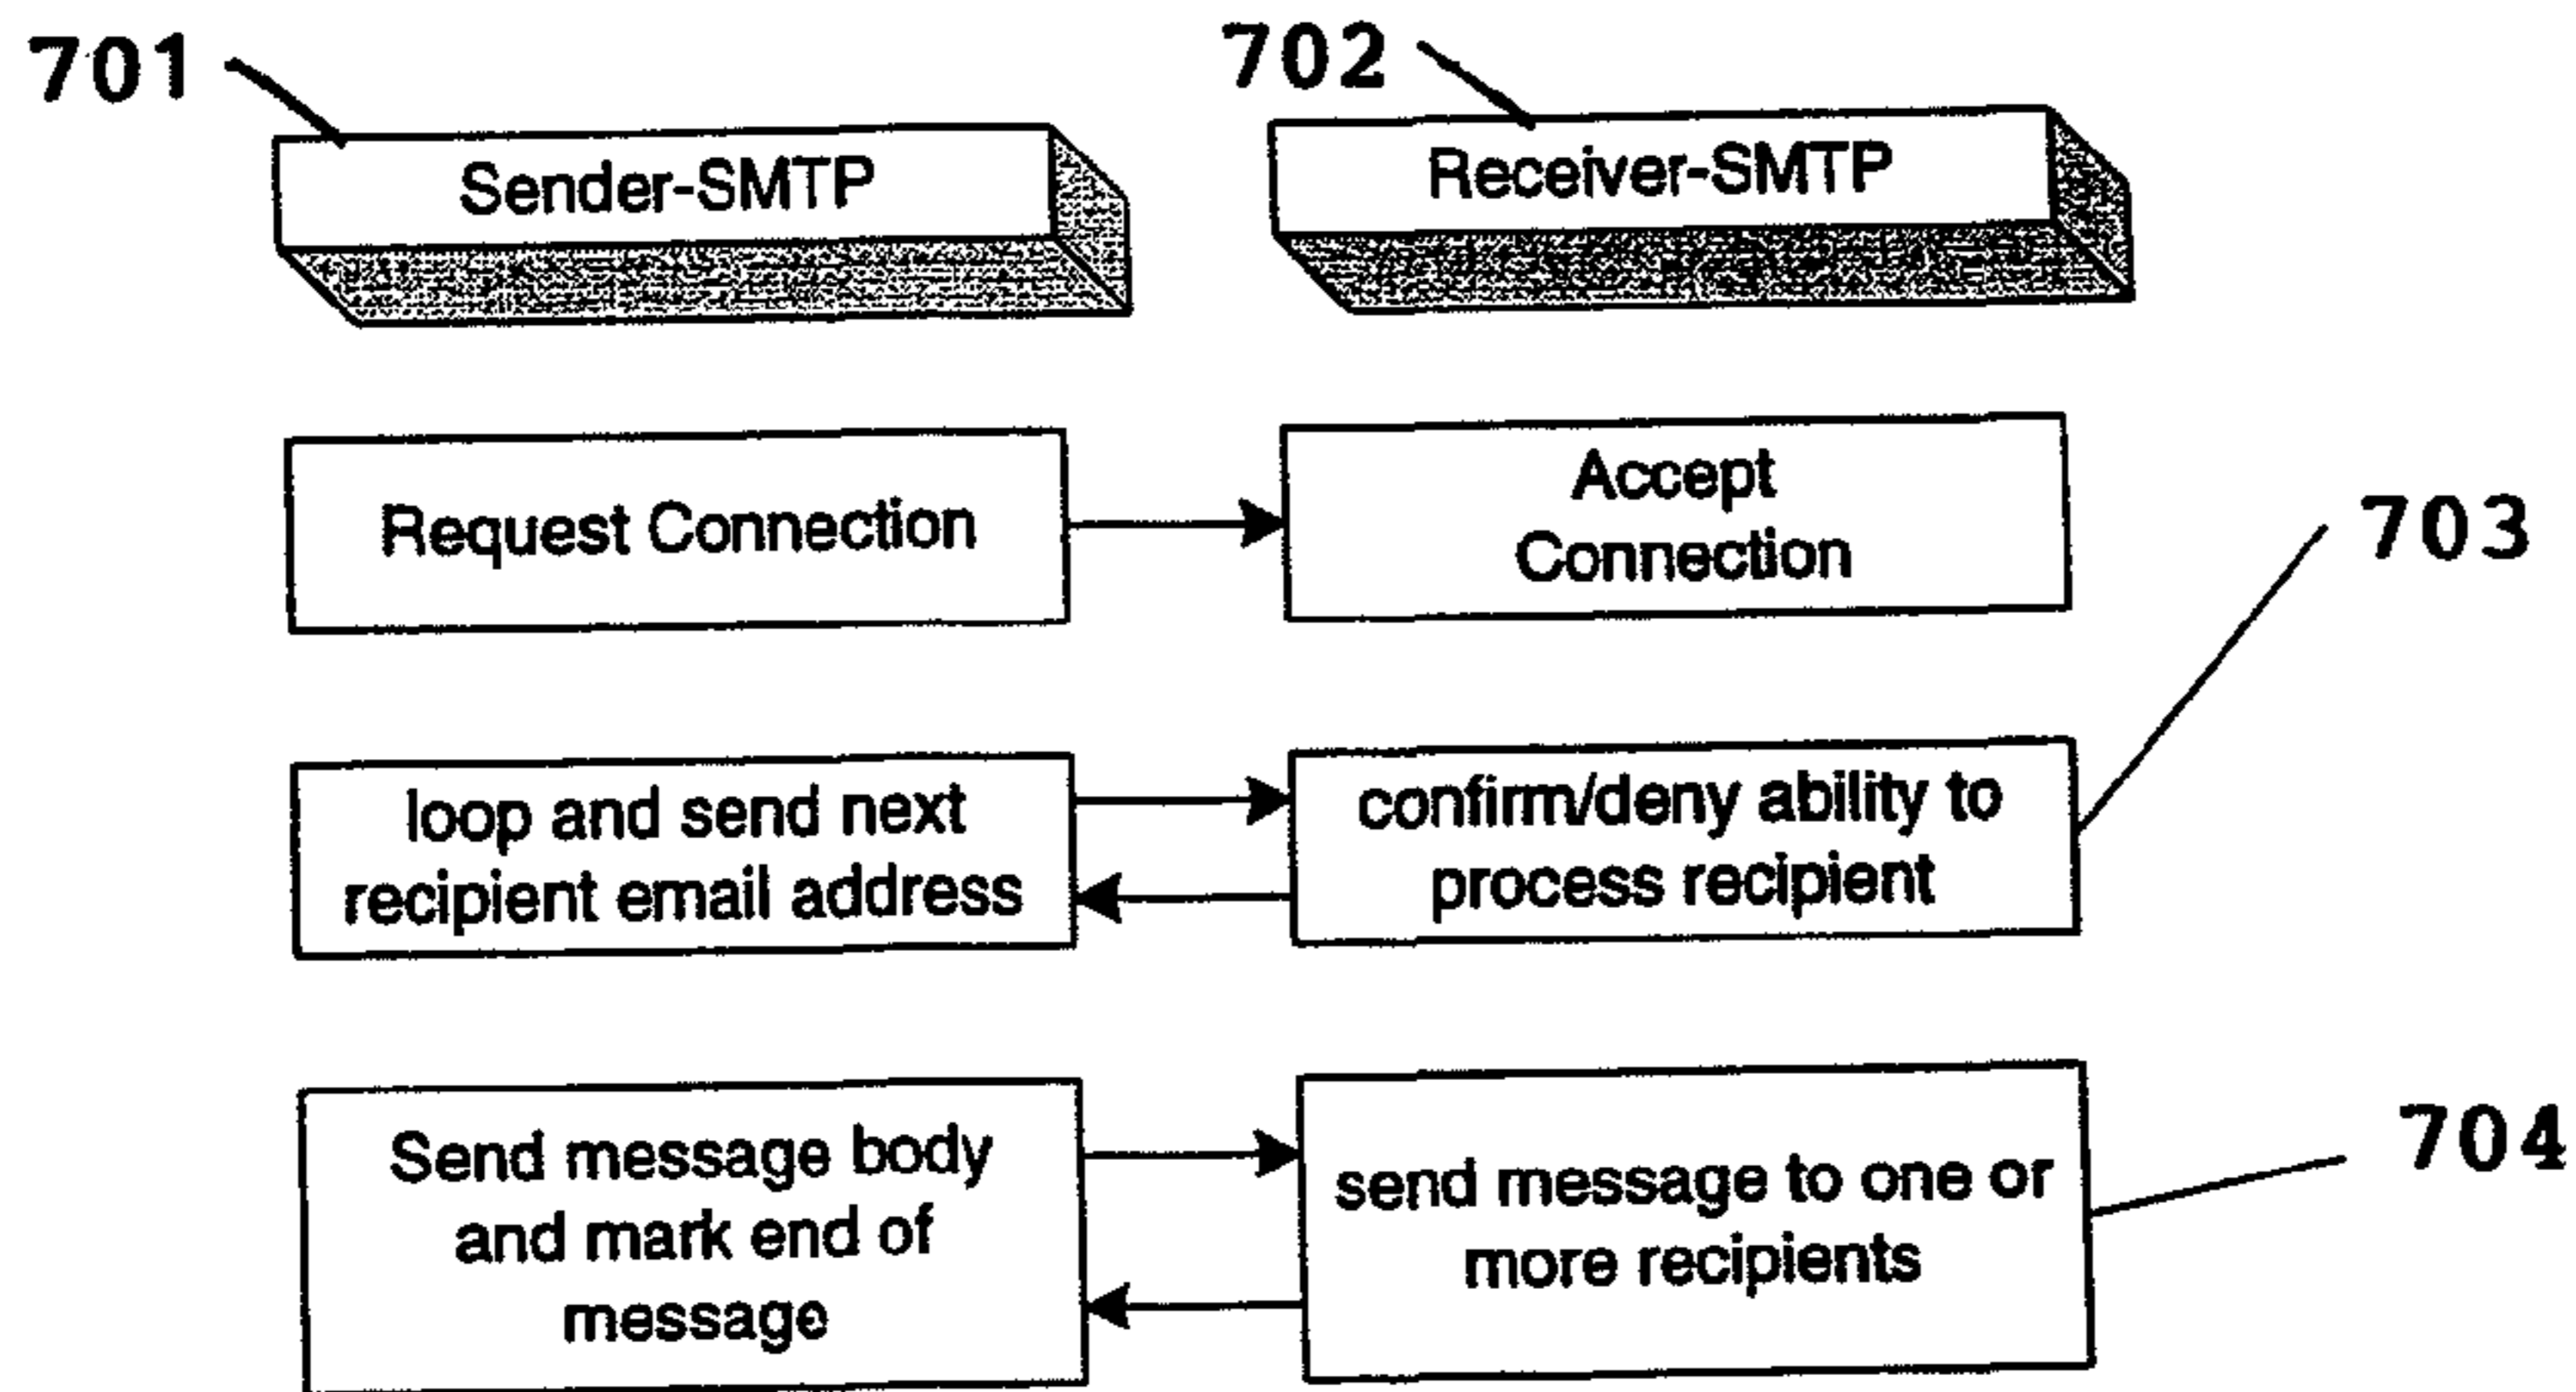 701
702
Sender-SMTP
Receiver-SMTP
Request Connection
Accept
Connection
703
loop and send next
recipient email address
confirm/deny ability to
process recipient
Send message body
and mark end of
message
send message to one or
more recipients
704